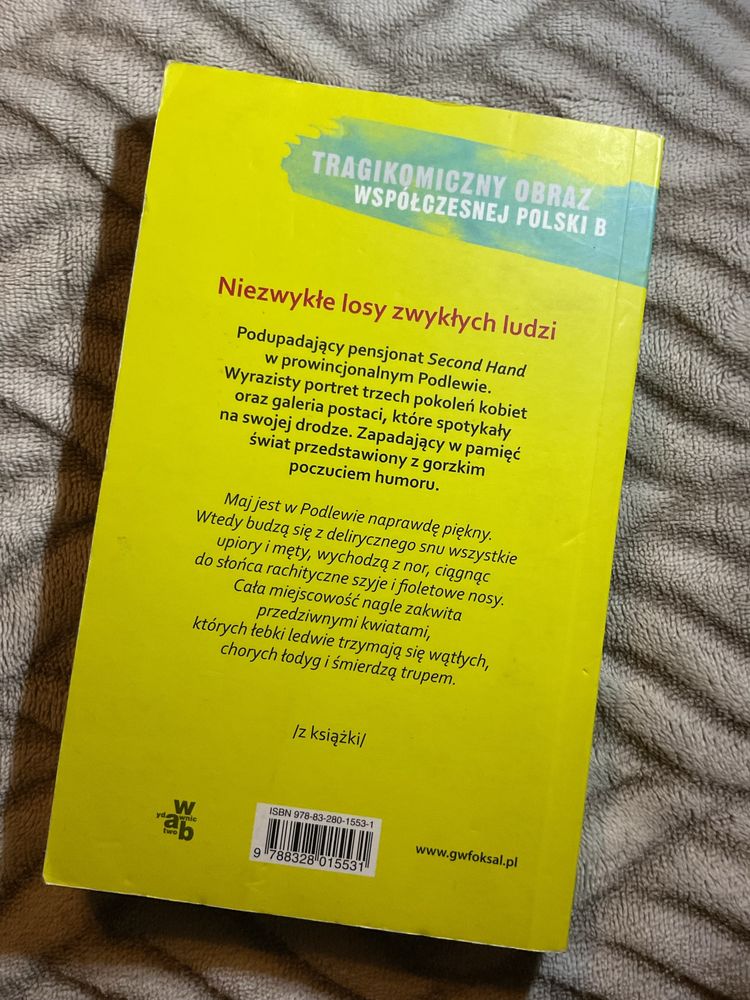 TRAGIKOMICZNY OBRAZ
WSPÓŁCZESNEJ POLSKI B
Niezwykłe losy zwykłych ludzi
Podupadający pensjonat Second Hand
w prowincjonalnym Podlewie.
Wyrazisty portret trzech pokoleń kobiet
oraz galeria postaci, które spotykały
na swojej drodze. Zapadający w pamięć
świat przedstawiony z gorzkim
poczuciem humoru.
Maj jest w Podlewie naprawdę piękny.
Wtedy budzą się z delirycznego snu wszystkie
upiory i męty, wychodzą z nor, ciągnąc
do słońca rachityczne szyje i fioletowe nosy.
Cała miejscowość nagle zakwita
przedziwnymi kwiatami,
których łebki ledwie trzymają się wątłych,
chorych łodyg i śmierdzą trupem.
/z książki/
w
yd a wnic
two b
ISBN 978-83-280-1553-1
9 788328 015531
www.gwfoksal.pl